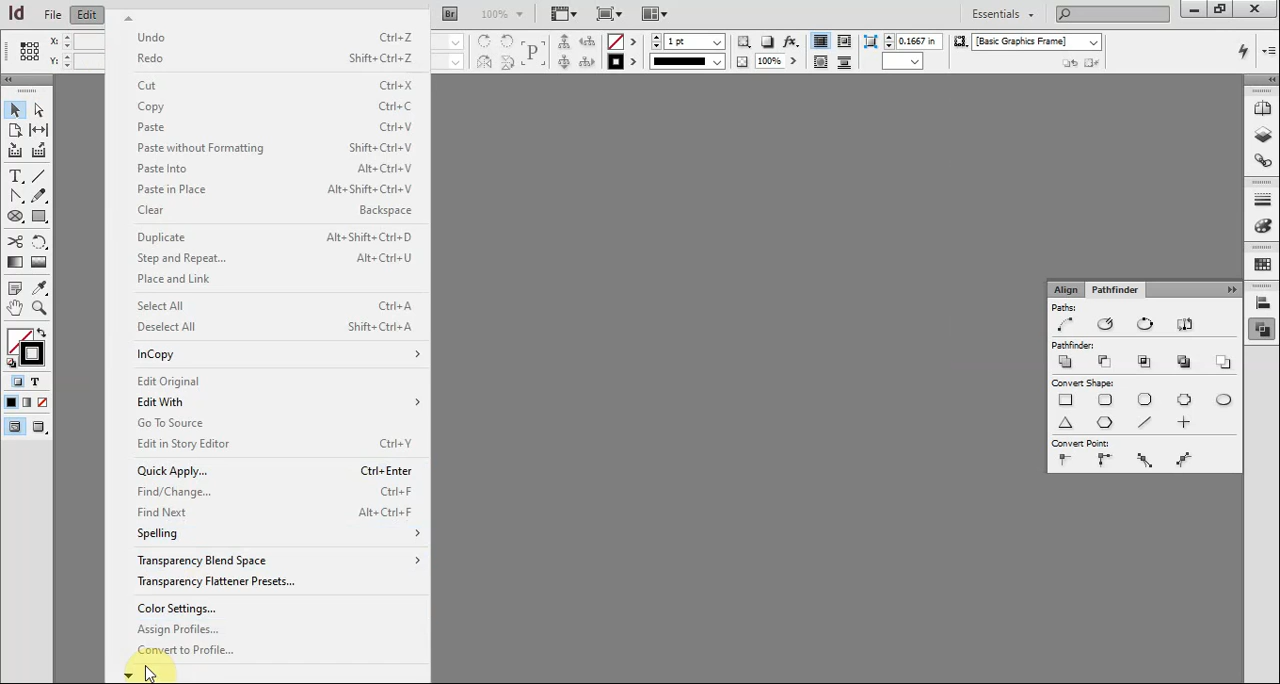 Id File Edit Br 100% Essentials
X: 1 pt 0.1667 in [Basic Graphics Frame]
Y: P fx. 100%
Undo Ctrl+Z
Redo Shift+Ctrl+Z
Cut Ctrl+X
Copy Ctrl+C
Paste Ctrl+V
Paste without Formatting Shift+Ctrl+V
Paste Into Alt+Ctrl+V
Paste in Place Alt+Shift+Ctrl+V
Clear Backspace
Duplicate Alt+Shift+Ctrl+D
Step and Repeat... Alt+Ctrl+U
Place and Link
Select All Ctrl+A
Deselect All Shift+Ctrl+A
InCopy
Edit Original
Edit With
Go To Source
Edit in Story Editor Ctrl+Y
Quick Apply... Ctrl+Enter
Find/Change... Ctrl+F
Find Next Alt+Ctrl+F
Spelling
Transparency Blend Space
Transparency Flattener Presets...
Color Settings...
Assign Profiles...
Convert to Profile...
T
T
Align Pathfinder
Paths:
Pathfinder:
Convert Shape:
Convert Point: